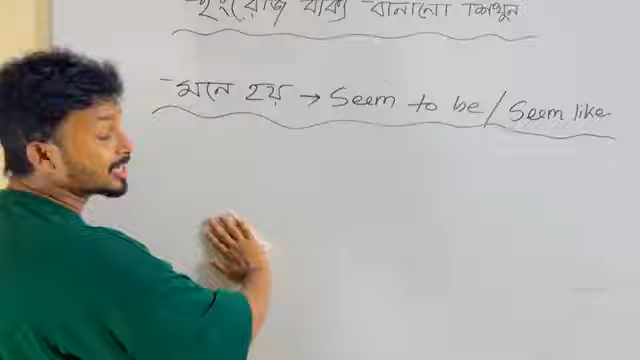 ইংরেজি বাক্য বানানো শিখুন
- মনে হয় → Seem to be/Seem like